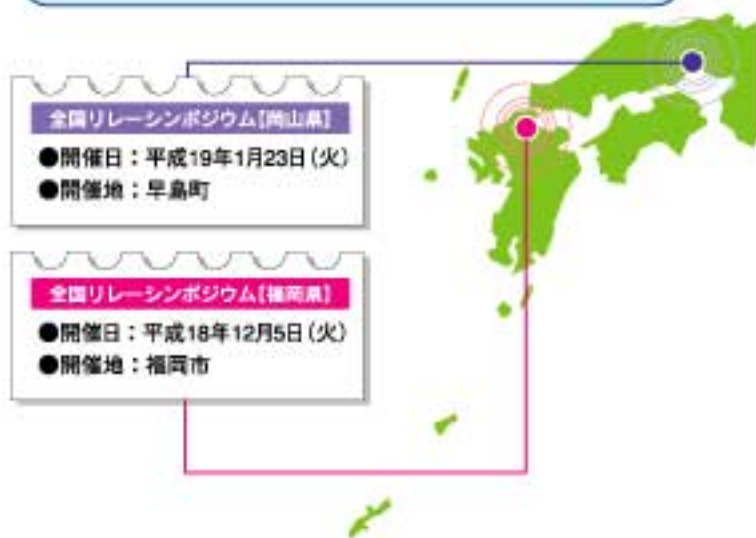 全国リレーシンポジウム【岡山県】
●開催日：平成19年1月23日（火）
●開催地：早島町
全国リレーシンポジウム【福岡県】
●開催日：平成18年12月5日（火）
●開催地：福岡市